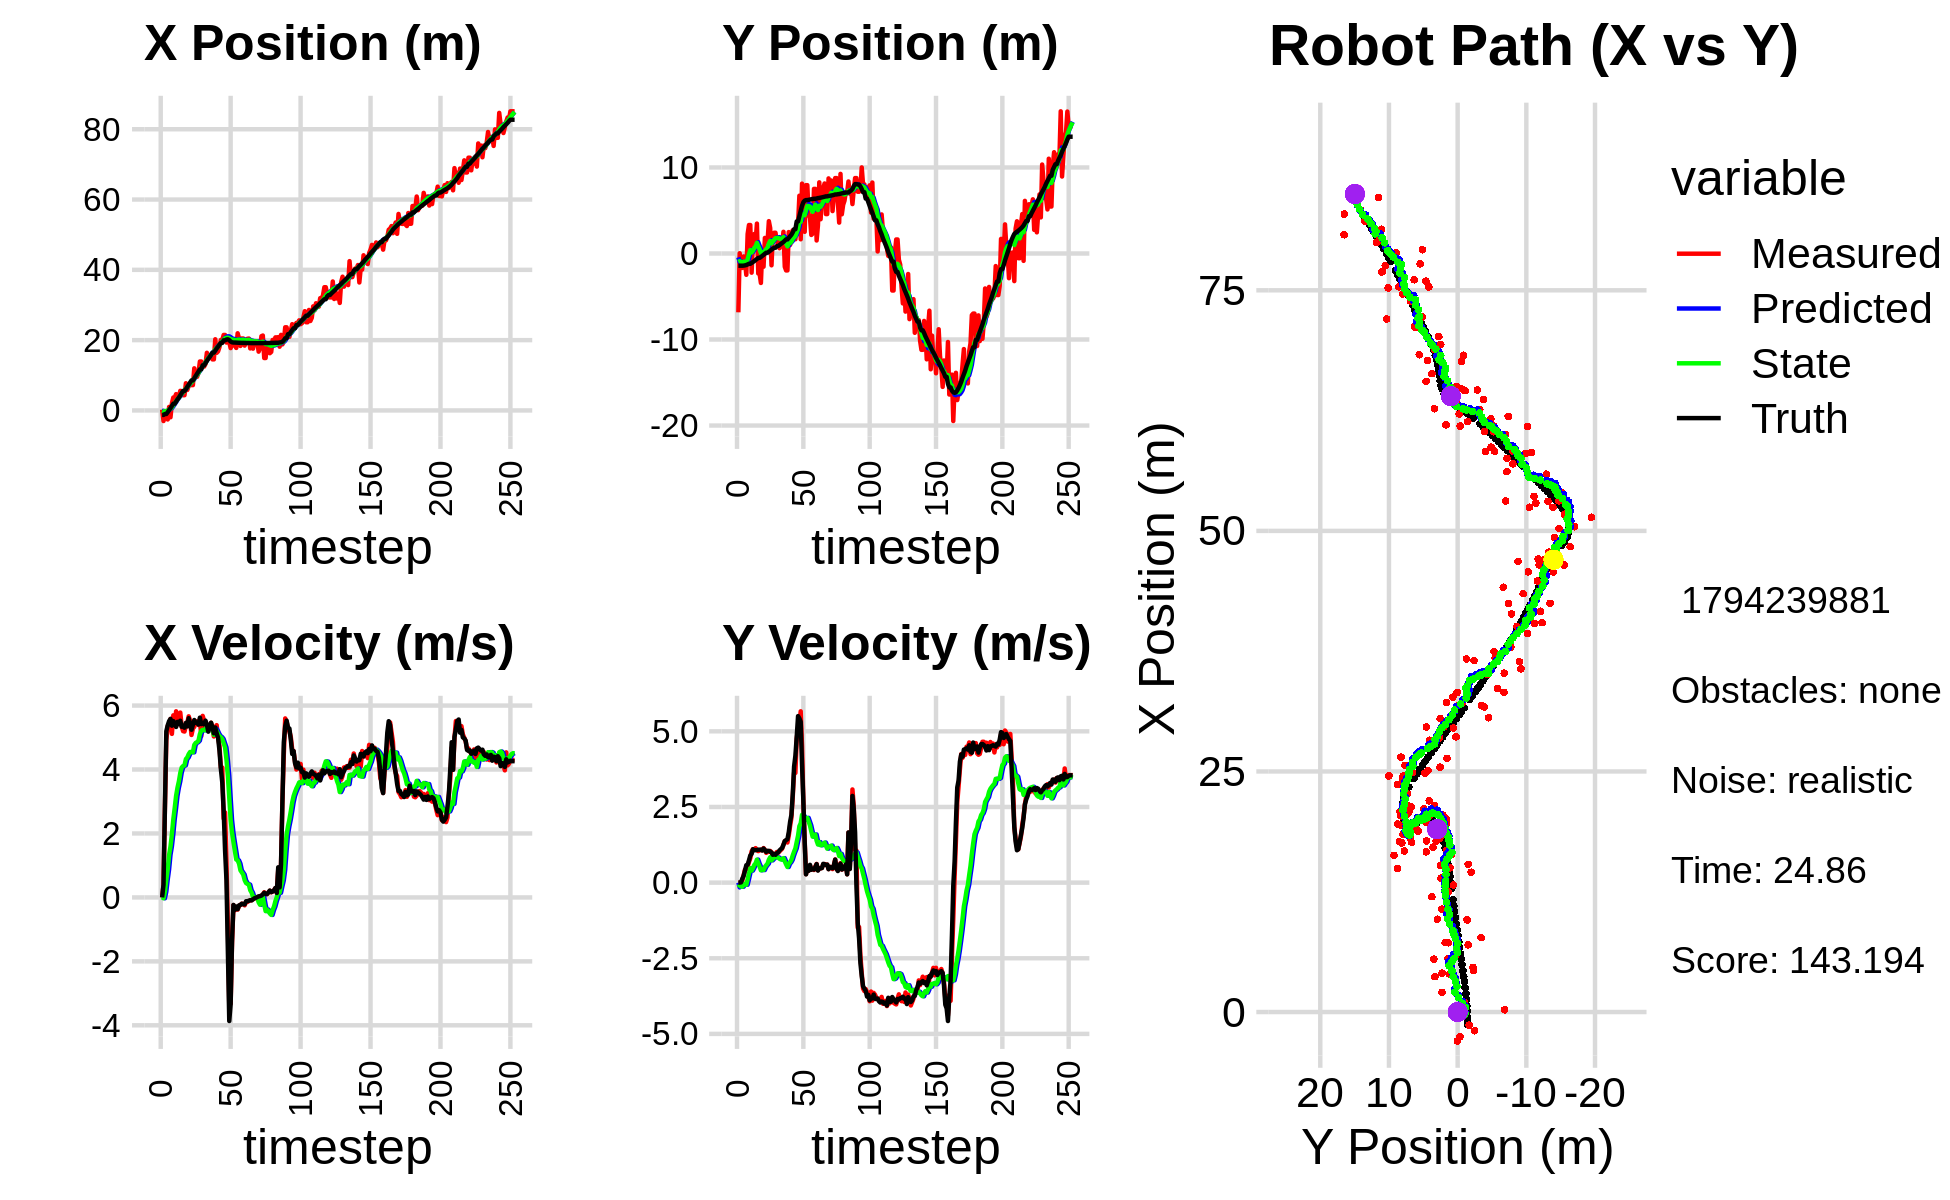 X Position (m)
80
60
40
20
0
0
50
100
150
200
250
timestep
Y Position (m)
10
0
-10
-20
0
50
100
150
200
250
timestep
X Velocity (m/s)
6
4
2
0
-2
-4
0
50
100
150
200
250
timestep
Y Velocity (m/s)
5.0
2.5
0.0
-2.5
-5.0
0
50
100
150
200
250
timestep
Robot Path (X vs Y)
X Position (m)
75
50
25
0
20
10
0
-10
-20
Y Position (m)
variable
Measured
Predicted
State
Truth
1794239881
Obstacles: none
Noise: realistic
Time: 24.86
Score: 143.194